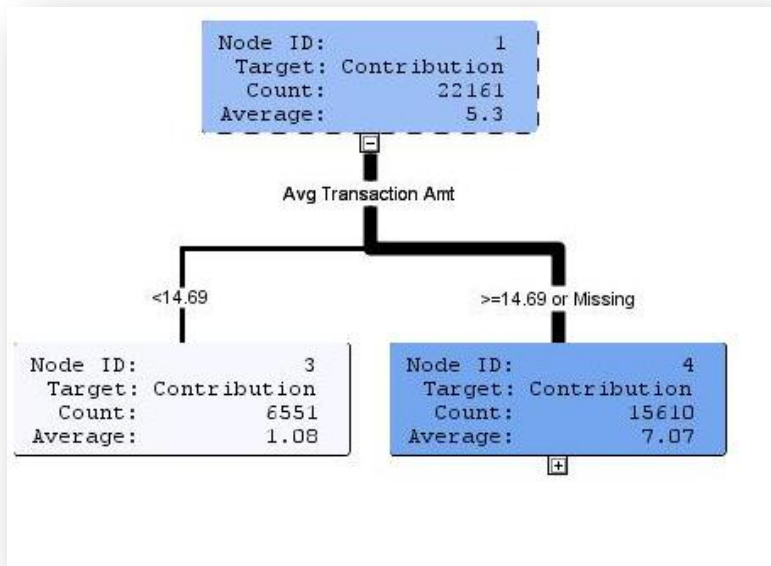 Node ID: 1
Target: Contribution
Count: 22161
Average: 5.3
Avg Transaction Amt
<14.69
>=14.69 or Missing
Node ID: 3
Target: Contribution
Count: 6551
Average: 1.08
Node ID: 4
Target: Contribution
Count: 15610
Average: 7.07